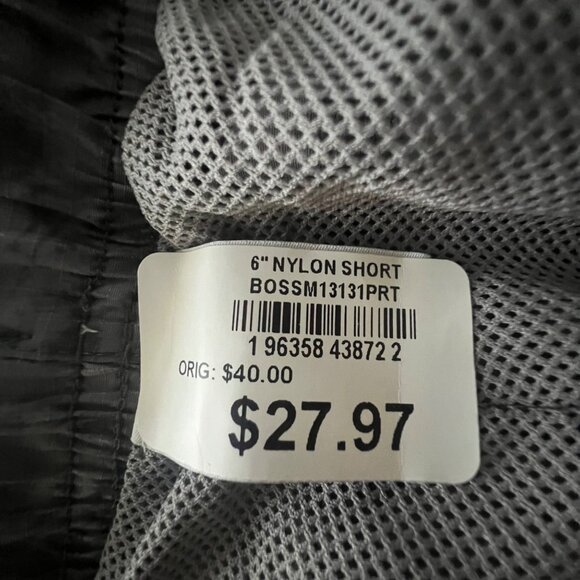 6" NYLON SHORT
BOSSM13131PRT
1 96358 43872 2
ORIG: $40.00
$27.97